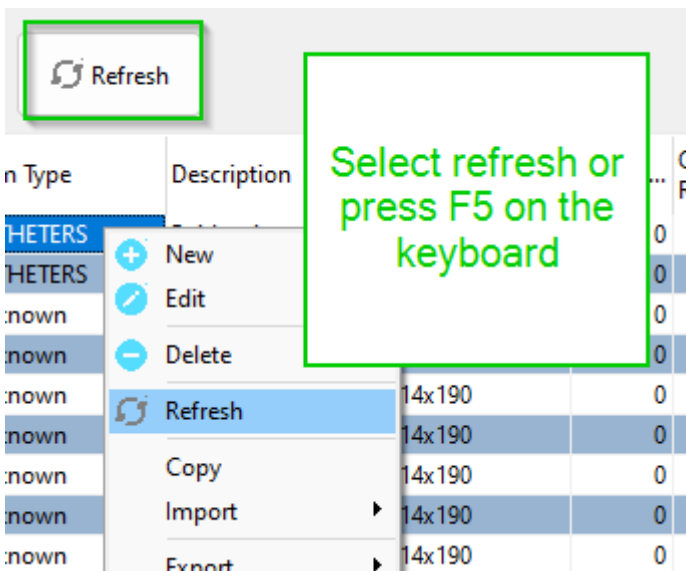 Refresh
Select refresh or
press F5 on the
keyboard
Description
New
Edit
Delete
Refresh
Copy
Import
Export
THETERS
THETERS
nown
nown
nown
nown
nown
nown
nown
Type
...
0
0
0
0
14x190 0
14x190 0
14x190 0
14x190 0
14x190 0